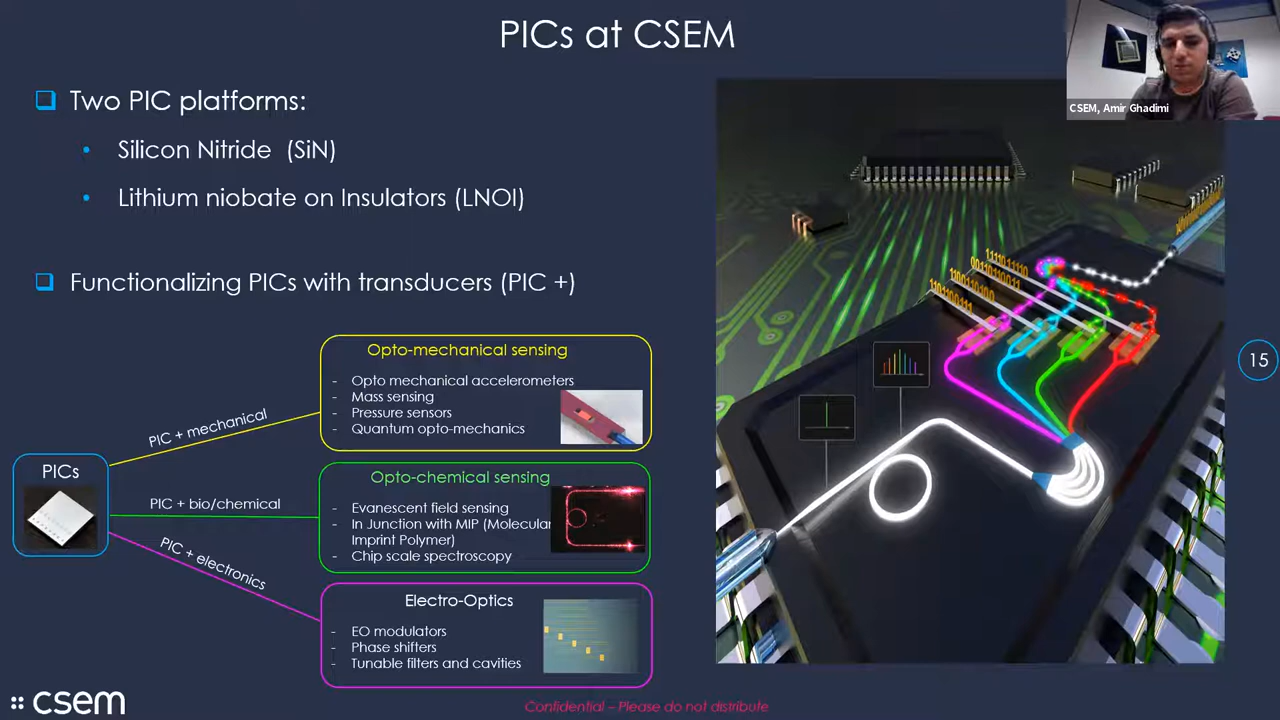 PICs at CSEM
CSEM, Amir Ghadimi
❑ Two PIC platforms:
• Silicon Nitride (SiN)
• Lithium niobate on Insulators (LNOI)
❑ Functionalizing PICs with transducers (PIC +)
PICs
PIC + mechanical
Opto-mechanical sensing
- Opto mechanical accelerometers
- Mass sensing
- Pressure sensors
- Quantum opto-mechanics
PIC + bio/chemical
Opto-chemical sensing
- Evanescent field sensing
- In Junction with MIP (Molecular
Imprint Polymer)
- Chip scale spectroscopy
PIC + electronics
Electro-Optics
- EO modulators
- Phase shifters
- Tunable filters and cavities
15
csem
Confidential – Please do not distribute